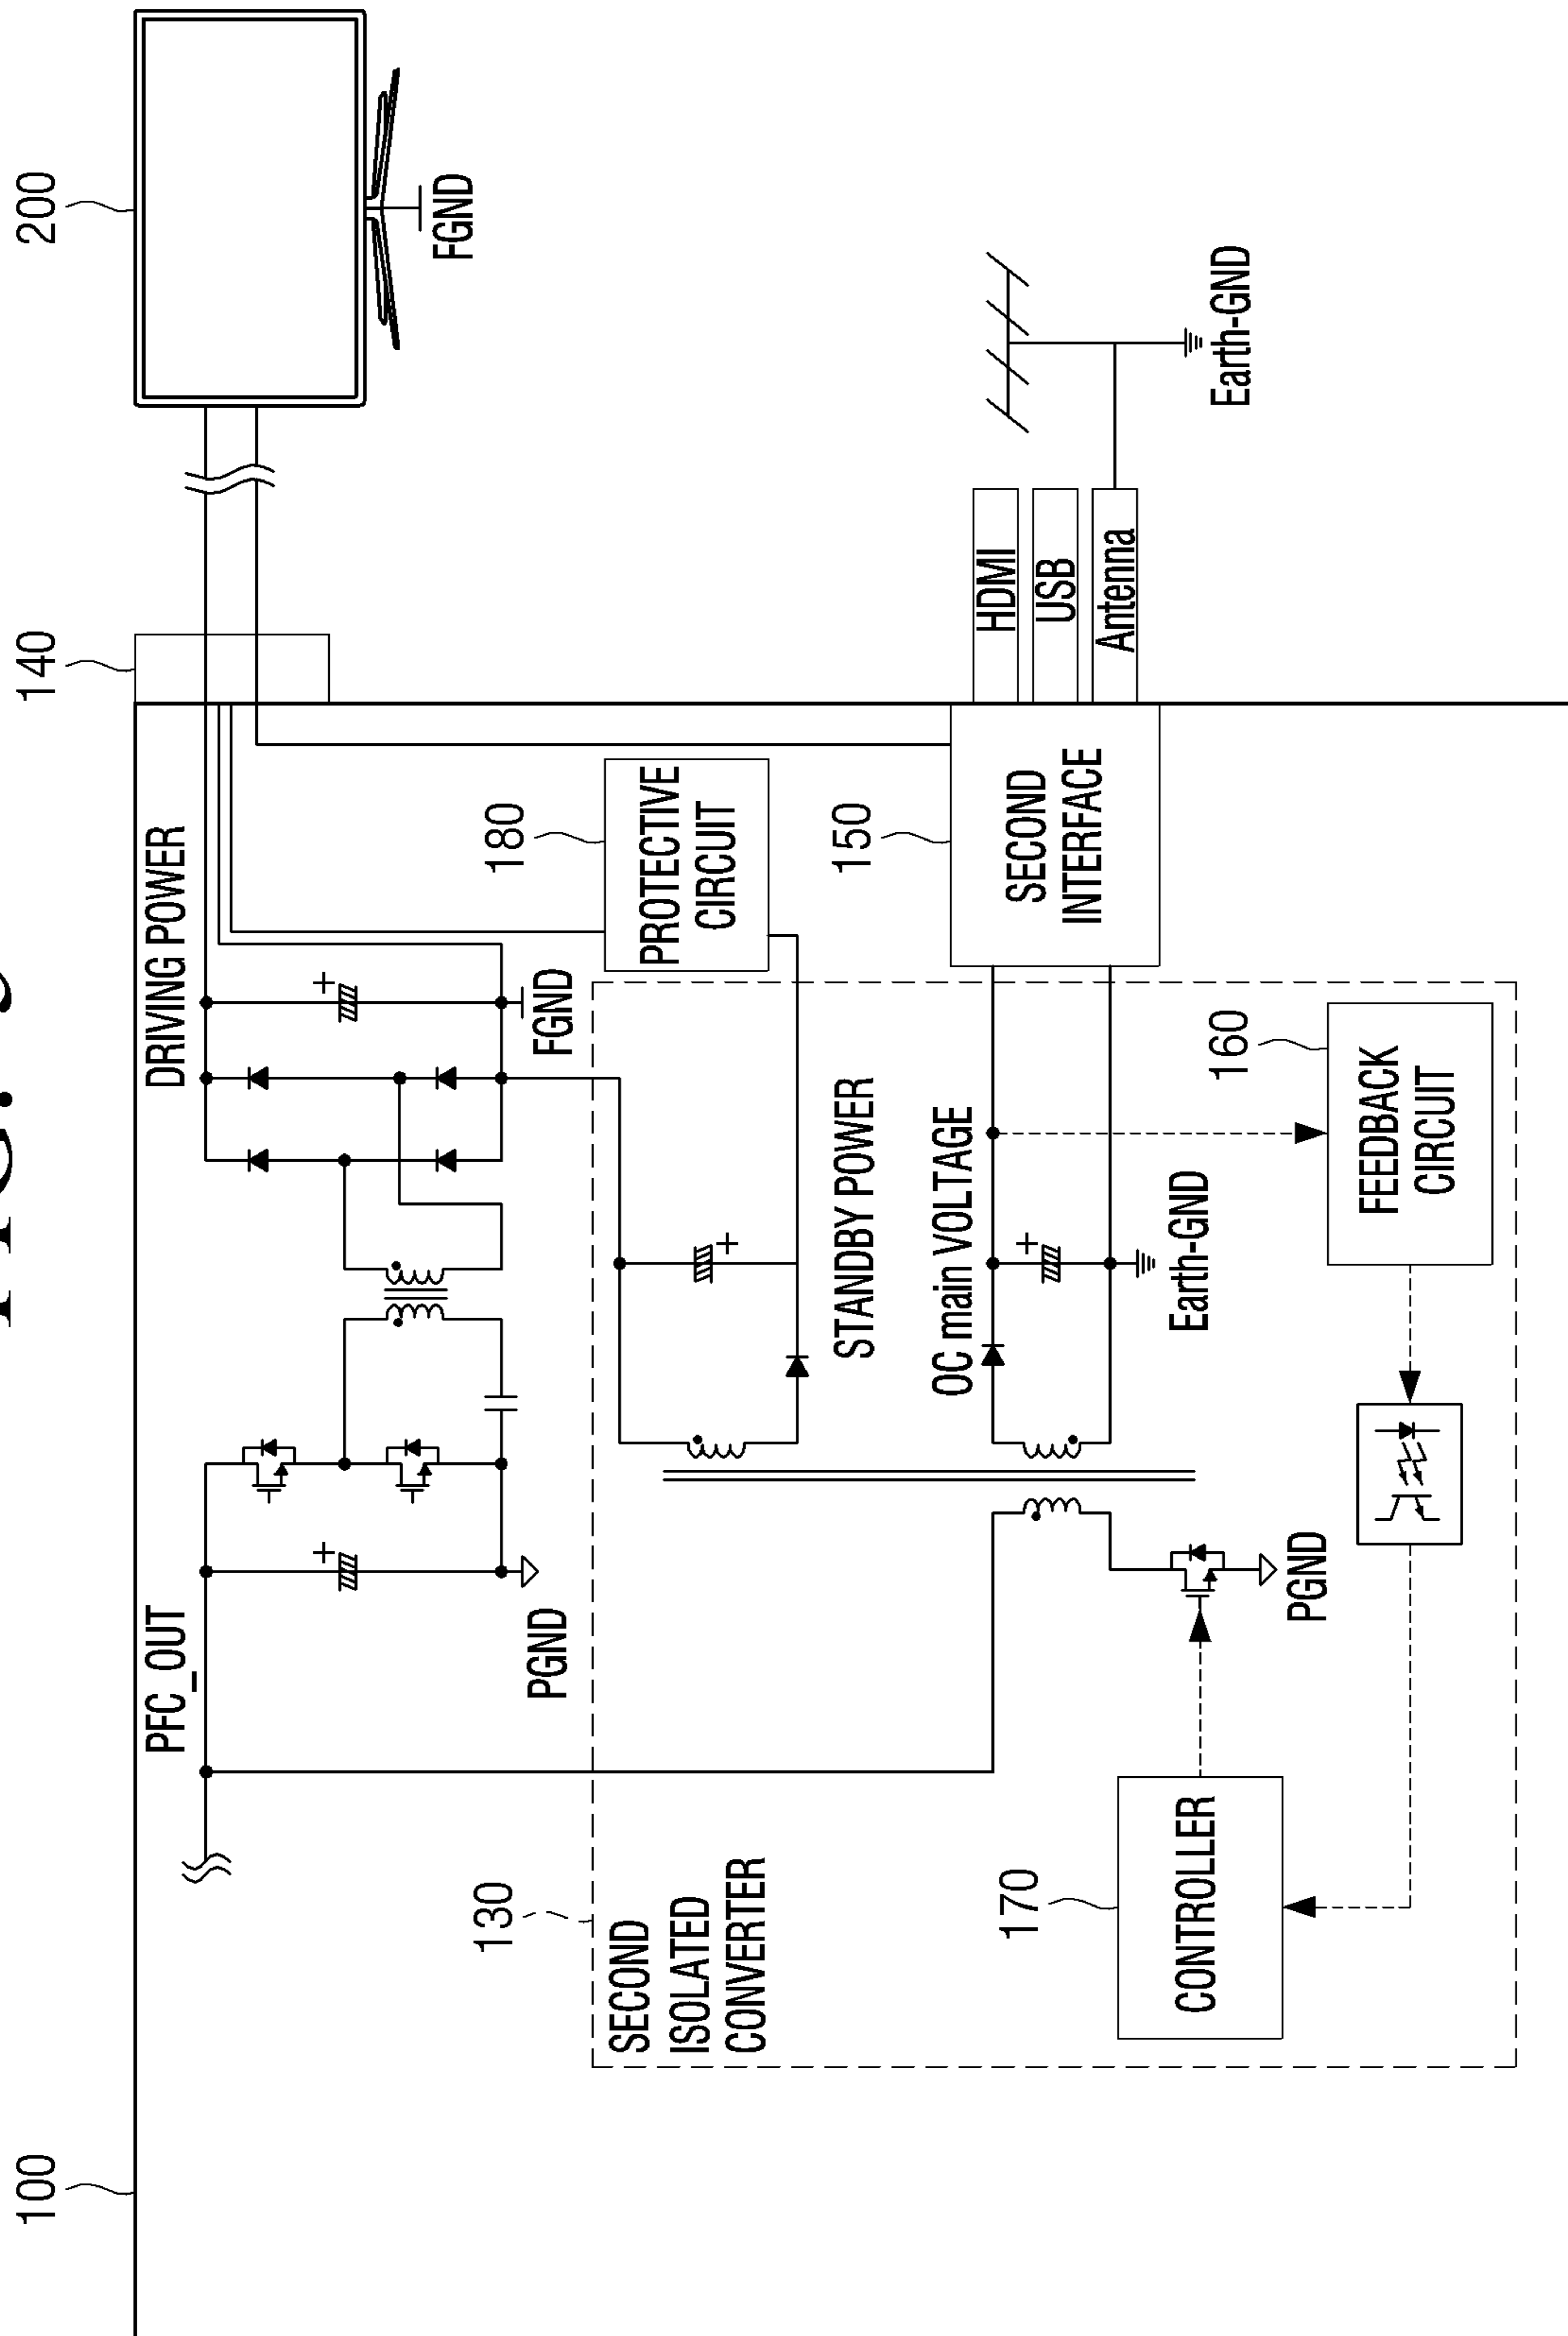 100
140
200
PFC_OUT
DRIVING POWER
PGND
FGND
FGND
130
SECOND
ISOLATED
CONVERTER
180
PROTECTIVE
CIRCUIT
STANDBY POWER
150
SECOND
INTERFACE
OC main VOLTAGE
HDMI
USB
Antenna
Earth-GND
Earth-GND
170
CONTROLLER
PGND
160
FEEDBACK
CIRCUIT